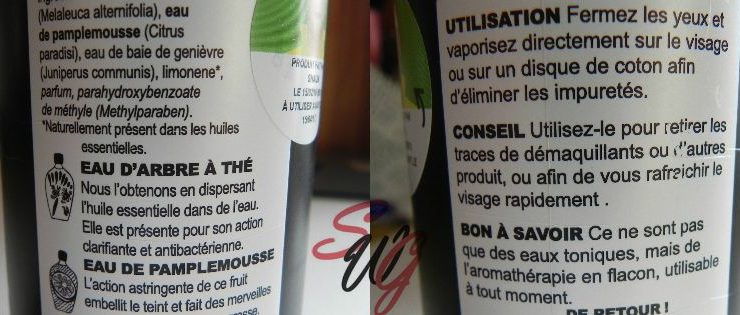 (Melaleuca alternifolia), eau
de pamplemousse (Citrus
paradisi), eau de baie de genièvre
(Juniperus communis), limonene*,
parfum, parahydroxybenzoate
de méthyle (Methylparaben).
*Naturellement présent dans les huiles
essentielles.
EAU D'ARBRE À THÉ
Nous l'obtenons en dispersant
l'huile essentielle dans de l'eau.
Elle est présente pour son action
clarifiante et antibactérienne.
EAU DE PAMPLEMOUSSE
L'action astringente de ce fruit
embellit le teint et fait des merveilles
PRODUIT
À UTILISER
SWG
UTILISATION Fermez les yeux et
vaporisez directement sur le visage
ou sur un disque de coton afin
d'éliminer les impuretés.
CONSEIL Utilisez-le pour retirer les
traces de démaquillants ou d'autres
produit, ou afin de vous rafraichir le
visage rapidement .
BON À SAVOIR Ce ne sont pas
que des eaux toniques, mais de
l'aromathérapie en flacon, utilisable
à tout moment.
DE RETOUR !